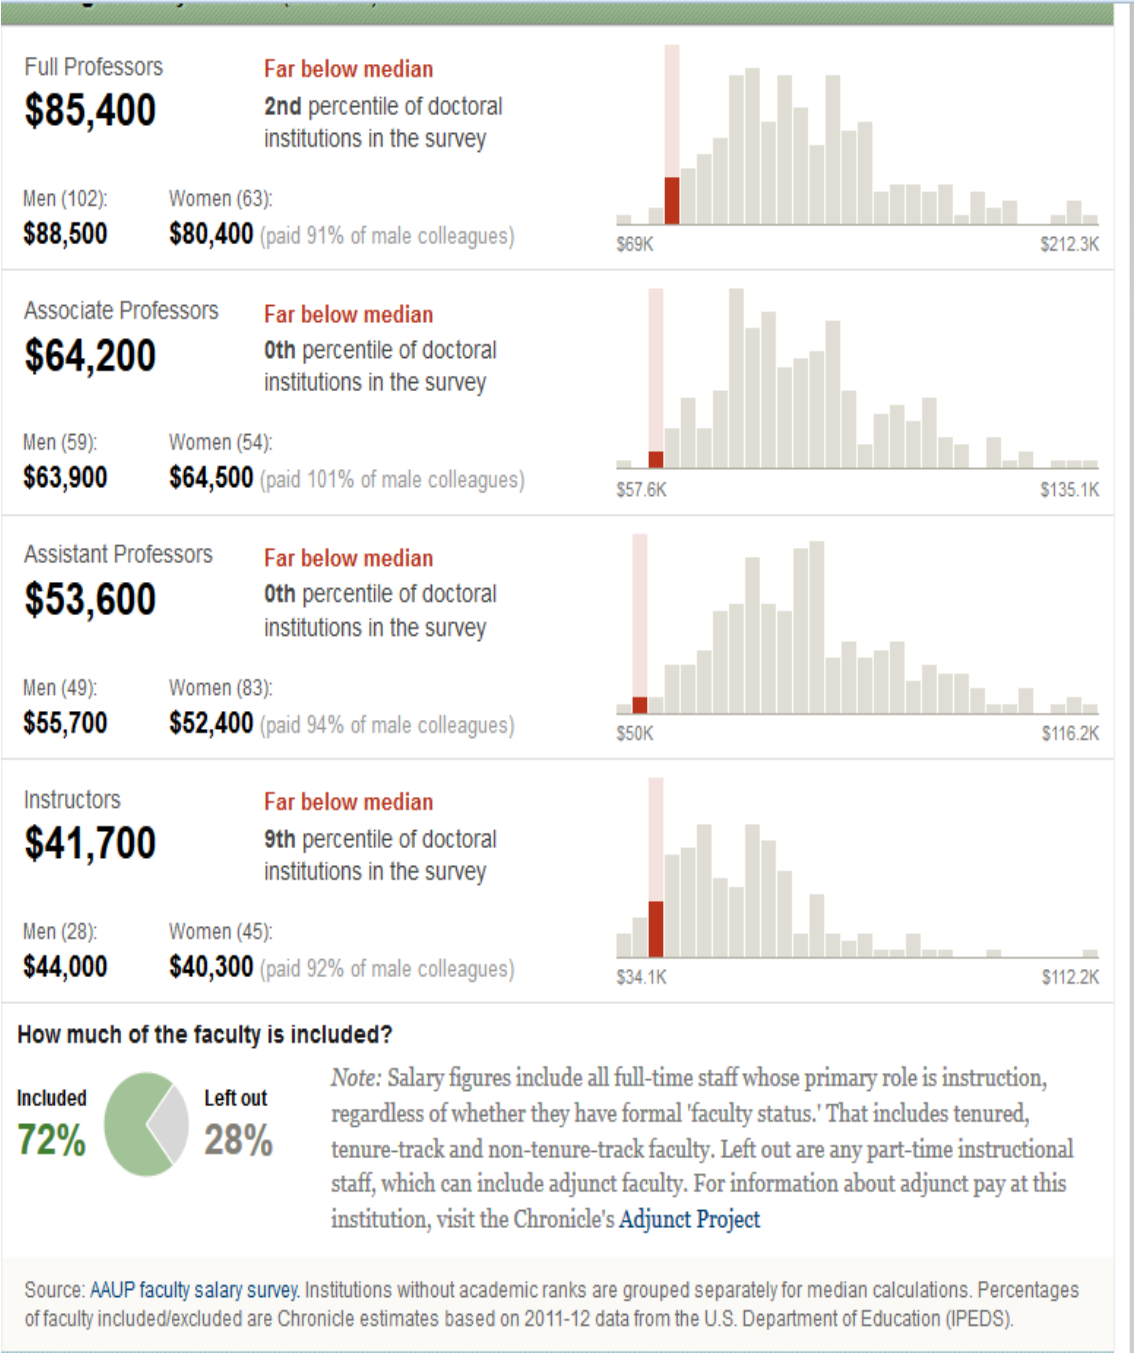 Full Professors
$85,400
Far below median
2nd percentile of doctoral
institutions in the survey
Men (102):
$88,500
Women (63):
$80,400 (paid 91% of male colleagues)
$69K
$212.3K
Associate Professors
$64,200
Far below median
0th percentile of doctoral
institutions in the survey
Men (59):
$63,900
Women (54):
$64,500 (paid 101% of male colleagues)
$57.6K
$135.1K
Assistant Professors
$53,600
Far below median
0th percentile of doctoral
institutions in the survey
Men (49):
$55,700
Women (83):
$52,400 (paid 94% of male colleagues)
$50K
$116.2K
Instructors
$41,700
Far below median
9th percentile of doctoral
institutions in the survey
Men (28):
$44,000
Women (45):
$40,300 (paid 92% of male colleagues)
$34.1K
$112.2K
How much of the faculty is included?
Included
72%
Left out
28%
Note: Salary figures include all full-time staff whose primary role is instruction,
regardless of whether they have formal 'faculty status.' That includes tenured,
tenure-track and non-tenure-track faculty. Left out are any part-time instructional
staff, which can include adjunct faculty. For information about adjunct pay at this
institution, visit the Chronicle's Adjunct Project
Source: AAUP faculty salary survey. Institutions without academic ranks are grouped separately for median calculations. Percentages
of faculty included/excluded are Chronicle estimates based on 2011-12 data from the U.S. Department of Education (IPEDS).